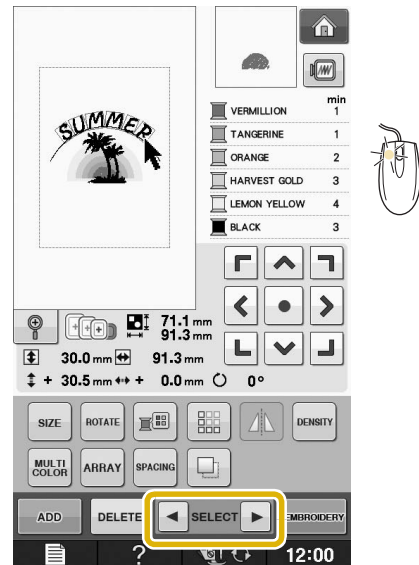 SUMMER
min
VERMILLION 1
TANGERINE 1
ORANGE 2
HARVEST GOLD 3
LEMON YELLOW 4
BLACK 3
71.1 mm
91.3 mm
30.0 mm 91.3 mm
+ 30.5 mm + 0.0 mm 0°
SIZE ROTATE DENSITY
MULTI COLOR ARRAY SPACING
ADD DELETE SELECT EMBROIDERY
? 12:00